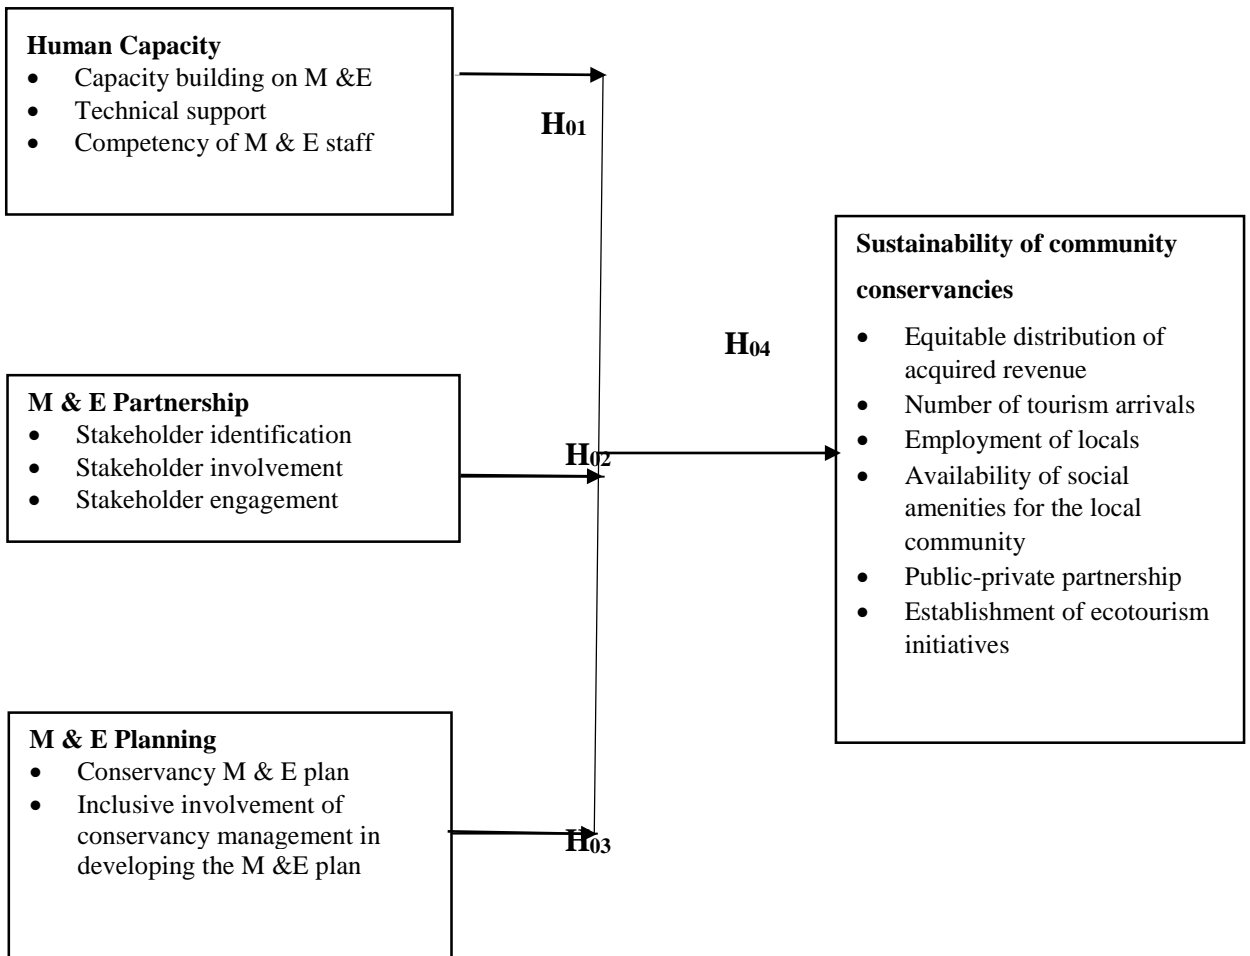 Human Capacity
• Capacity building on M &E
• Technical support
• Competency of M & E staff
H01
M & E Partnership
• Stakeholder identification
• Stakeholder involvement
• Stakeholder engagement
H02
M & E Planning
• Conservancy M & E plan
• Inclusive involvement of
conservancy management in
developing the M &E plan
H03
H04
Sustainability of community
conservancies
• Equitable distribution of
acquired revenue
• Number of tourism arrivals
• Employment of locals
• Availability of social
amenities for the local
community
• Public-private partnership
• Establishment of ecotourism
initiatives